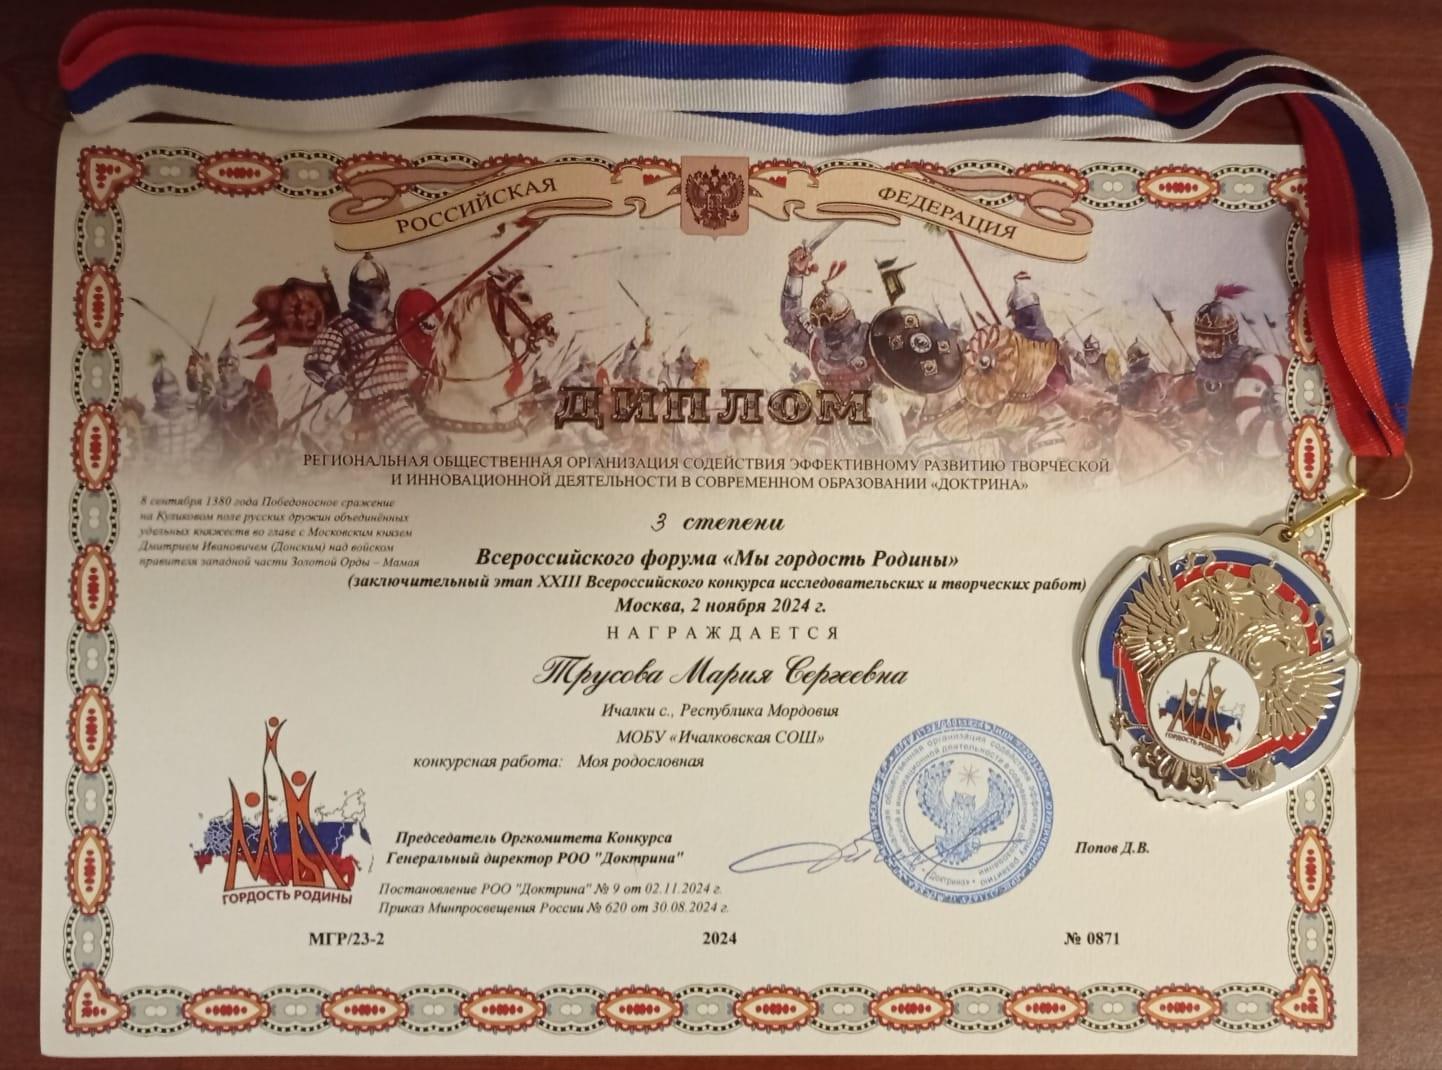 РОССИЙСКАЯ ФЕДЕРАЦИЯ
ДИПЛОМ
РЕГИОНАЛЬНАЯ ОБЩЕСТВЕННАЯ ОРГАНИЗАЦИЯ СОДЕЙСТВИЯ ЭФФЕКТИВНОМУ РАЗВИТИЮ ТВОРЧЕСКОЙ
И ИННОВАЦИОННОЙ ДЕЯТЕЛЬНОСТИ В СОВРЕМЕННОМ ОБРАЗОВАНИИ «ДОКТРИНА»
8 сентября 1380 года Победоносное сражение
на Куликовом поле русских дружин объединённых
удельных княжеств во главе с Московским князем
Дмитрием Ивановичем (Донским) над войском
правителя западной части Золотой Орды – Мамая
3 степени
Всероссийского форума «Мы гордость Родины»
(заключительный этап XXIII Всероссийского конкурса исследовательских и творческих работ)
Москва, 2 ноября 2024 г.
НАГРАЖДАЕТСЯ
Трусова Мария Сергеевна
Ичалки с., Республика Мордовия
МОБУ «Ичалковская СОШ»
конкурсная работа: Моя родословная
ГОРДОСТЬ РОДИНЫ
Председатель Оргкомитета Конкурса
Генеральный директор РОО "Доктрина"
Попов Д.В.
Постановление РОО "Доктрина" № 9 от 02.11.2024 г.
Приказ Минпросвещения России № 620 от 30.08.2024 г.
ГОРДОСТЬ РОДИНЫ
МГР/23-2 2024 № 0871